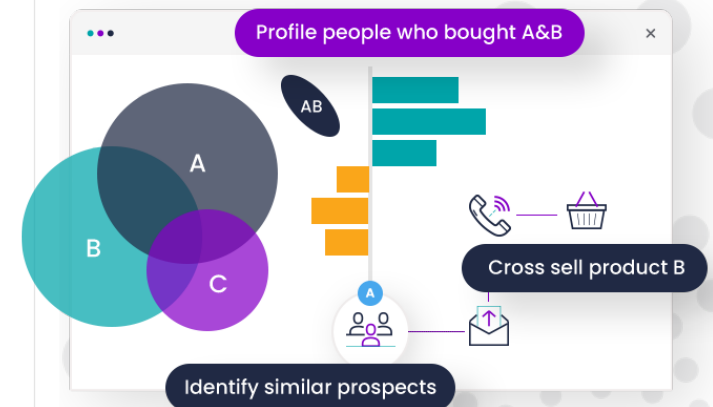 Profile people who bought A&B
AB
A
B
C
Cross sell product B
A
Identify similar prospects